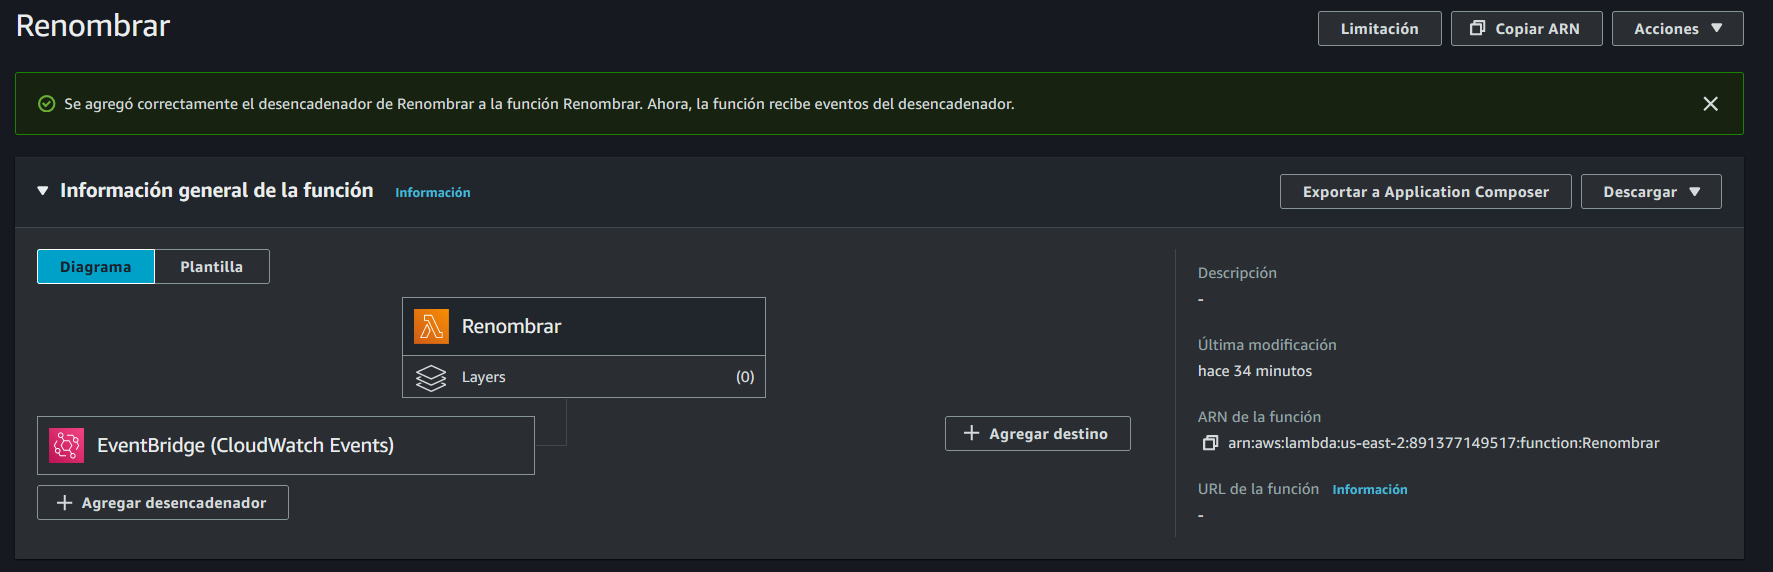 Renombrar
Limitación
Copiar ARN
Acciones
Se agregó correctamente el desencadenador de Renombrar a la función Renombrar. Ahora, la función recibe eventos del desencadenador.
Información general de la función
Información
Exportar a Application Composer
Descargar
Diagrama
Plantilla
Renombrar
Layers
(0)
EventBridge (CloudWatch Events)
+ Agregar desencadenador
+ Agregar destino
Descripción
-
Última modificación
hace 34 minutos
ARN de la función
arn:aws:lambda:us-east-2:891377149517:function:Renombrar
URL de la función
Información
-